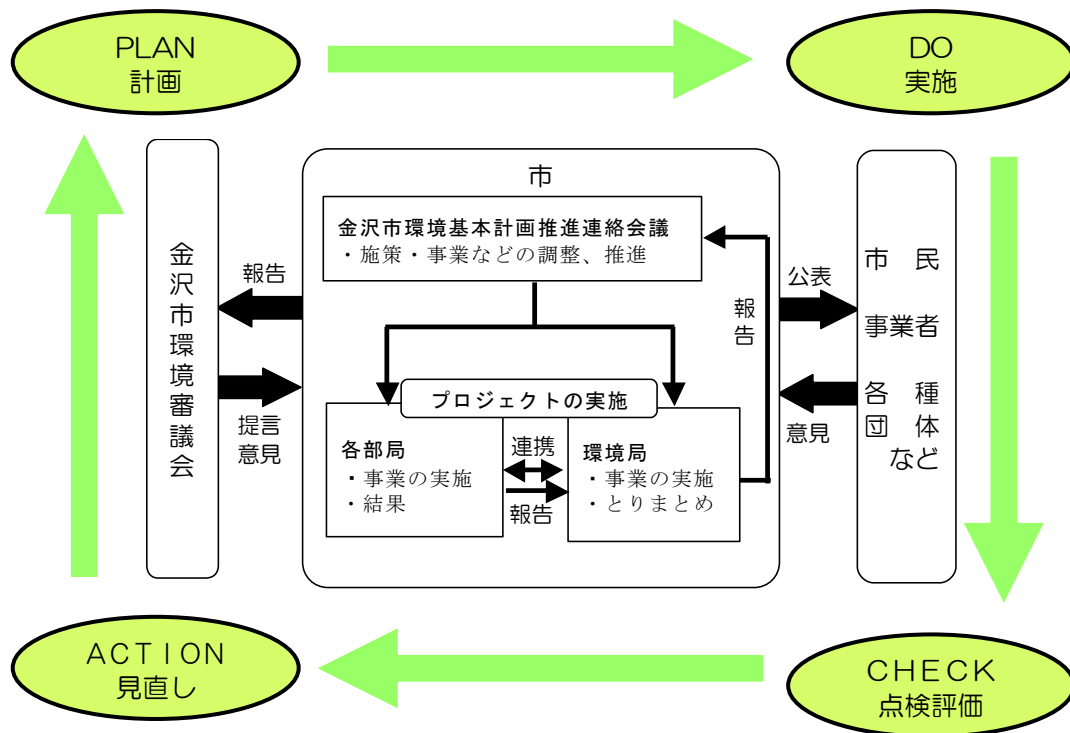 PLAN
計画
DO
実施
市
金沢市環境基本計画推進連絡会議
・施策・事業などの調整、推進
金沢市環境審議会
報告
提言
意見
報告
公表
意見
市　民
事業者
各　種
団　体
など
プロジェクトの実施
各部局
・事業の実施
・結果
連携
報告
環境局
・事業の実施
・とりまとめ
ＡＣＴＩＯＮ
見直し
ＣＨＥＣＫ
点検評価